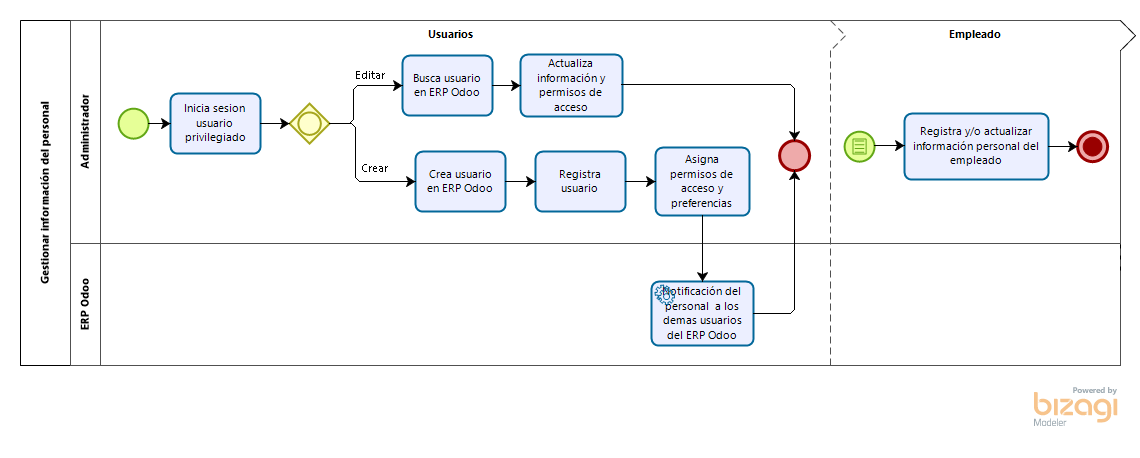 Usuarios
Empleado
Gestionar información del personal
Administrador
ERP Odoo
Inicia sesion
usuario
privilegiado
Editar
Busca usuario
en ERP Odoo
Actualiza
información y
permisos de
acceso
Crear
Crea usuario
en ERP Odoo
Registra
usuario
Asigna
permisos de
acceso y
preferencias
Notificación del
personal a los
demas usuarios
del ERP Odoo
Registra y/o actualizar
información personal del
empleado
Powered by
bizagi
Modeler